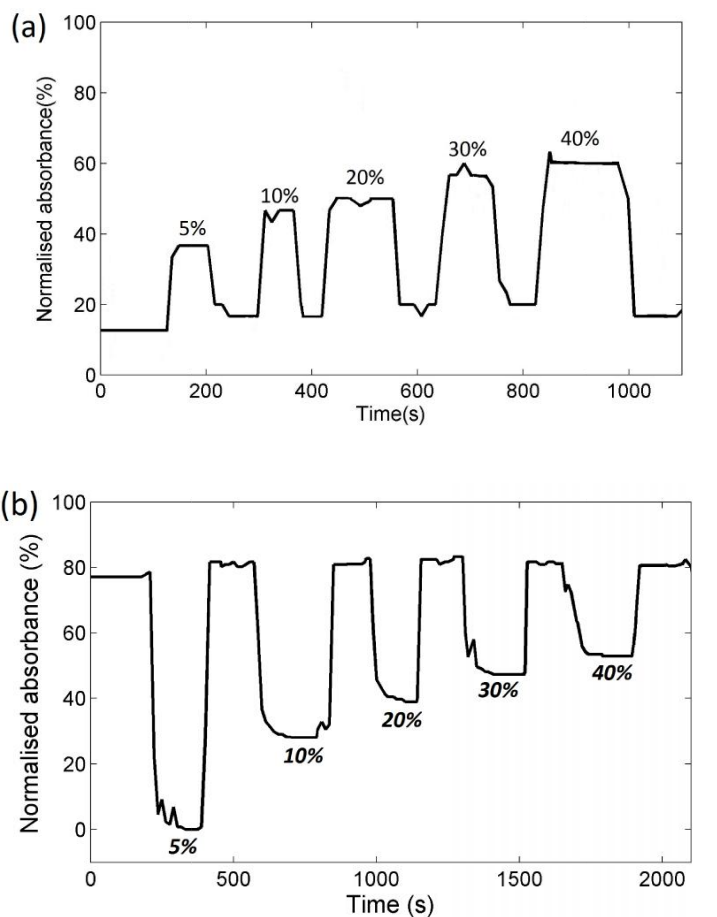 (a)
100
80
60
40
20
0
Normalised absorbance(%)
5%
10%
20%
30%
40%
0 200 400 600 800 1000
Time(s)
(b)
100
80
60
40
20
0
Normalised absorbance (%)
5%
10%
20%
30%
40%
0 500 1000 1500 2000
Time (s)